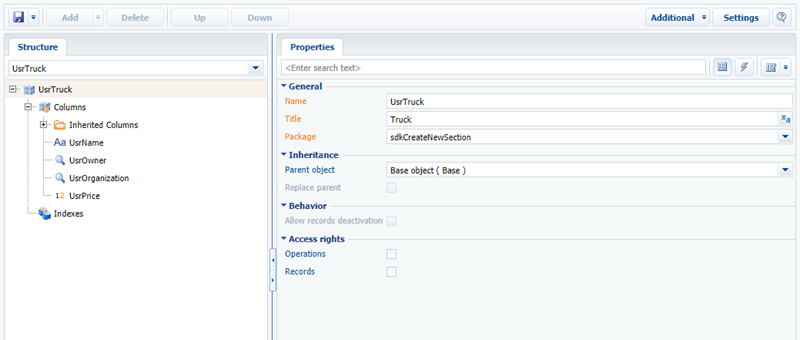 Add Delete Up Down Additional Settings
Structure
UsrTruck
UsrTruck
Columns
Inherited Columns
Aa UsrName
UsrOwner
UsrOrganization
1.2 UsrPrice
Indexes
Properties
<Enter search text>
General
Name UsrTruck
Title Truck
Package sdkCreateNewSection
Inheritance
Parent object Base object ( Base )
Replace parent
Behavior
Allow records deactivation
Access rights
Operations
Records